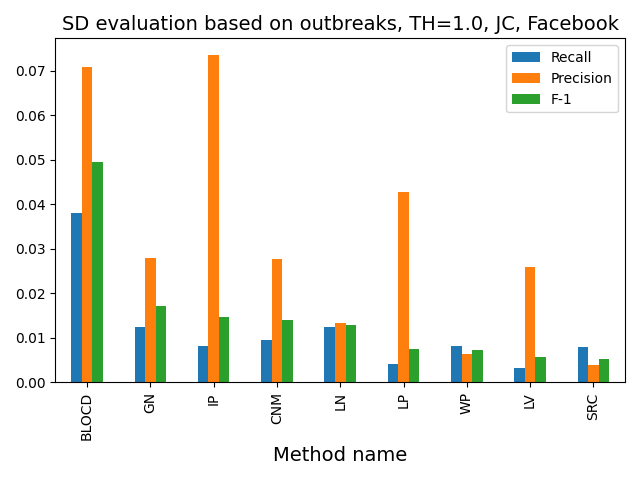 SD evaluation based on outbreaks, TH=1.0, JC, Facebook
Recall
Precision
F-1
0.07
0.06
0.05
0.04
0.03
0.02
0.01
0.00
BLOCD
GN
IP
CNM
LN
LP
WP
LV
SRC
Method name